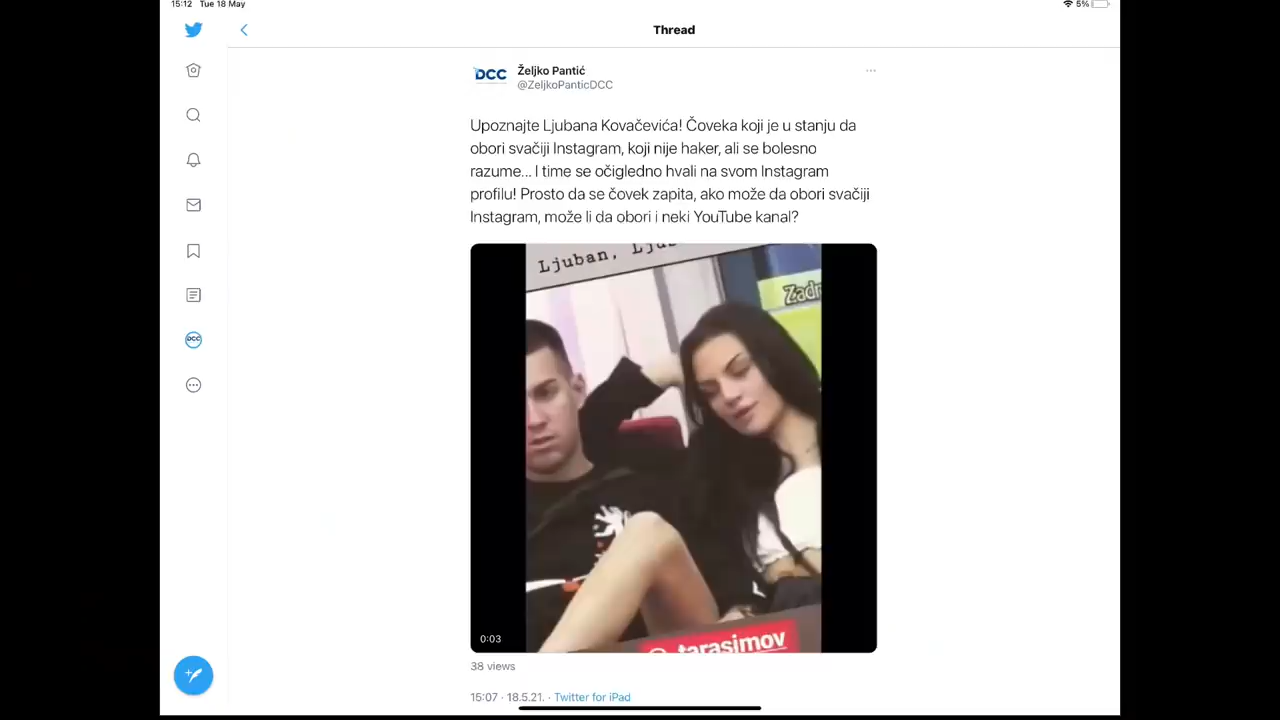 15:12 Tue 18 May
5%
Thread
DCC
Željko Pantić
@ZeljkoPanticDCC
Upoznajte Ljubana Kovačevića! Čoveka koji je u stanju da
obori svačiji Instagram, koji nije haker, ali se bolesno
razume... I time se očigledno hvali na svom Instagram
profilu! Prosto da se čovek zapita, ako može da obori svačiji
Instagram, može li da obori i neki YouTube kanal?
Ljuban,
DCC
0:03
38 views
15:07 · 18.5.21. · Twitter for iPad